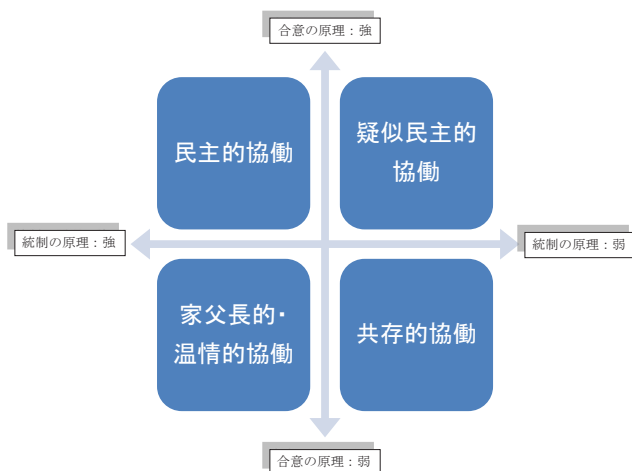 合意の原理：強
民主的協働
疑似民主的
協働
統制の原理：強
統制の原理：弱
家父長的・
温情的協働
共存的協働
合意の原理：弱